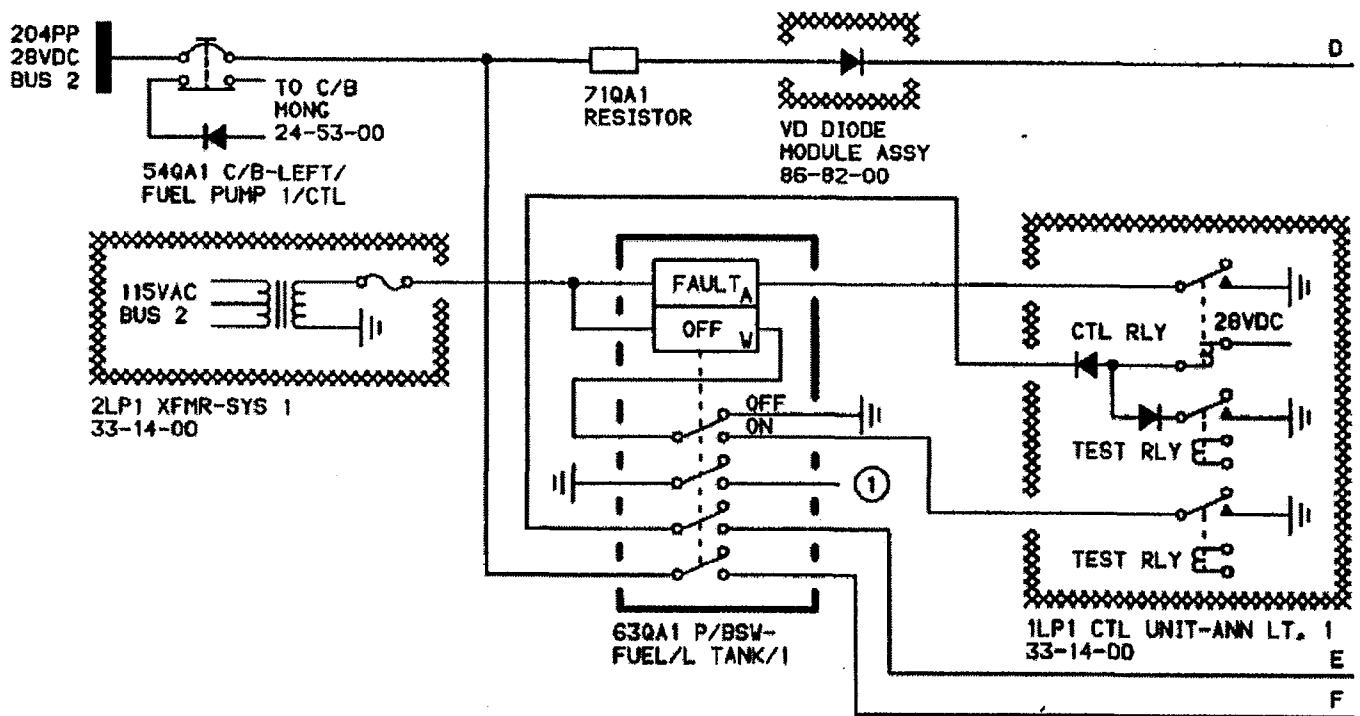 204PP
28VDC
BUS 2
TO C/B
MONG
24-53-00
54QA1 C/B-LEFT/
FUEL PUMP 1/CTL
71QA1
RESISTOR
VD DIODE
MODULE ASSY
86-82-00
D
115VAC
BUS 2
2LP1 XFMR-SYS 1
33-14-00
FAULT A
OFF W
OFF
ON
1
63QA1 P/BSW-
FUEL/L TANK/1
CTL RLY
28VDC
TEST RLY
TEST RLY
1LP1 CTL UNIT-ANN LT. 1
33-14-00
E
F